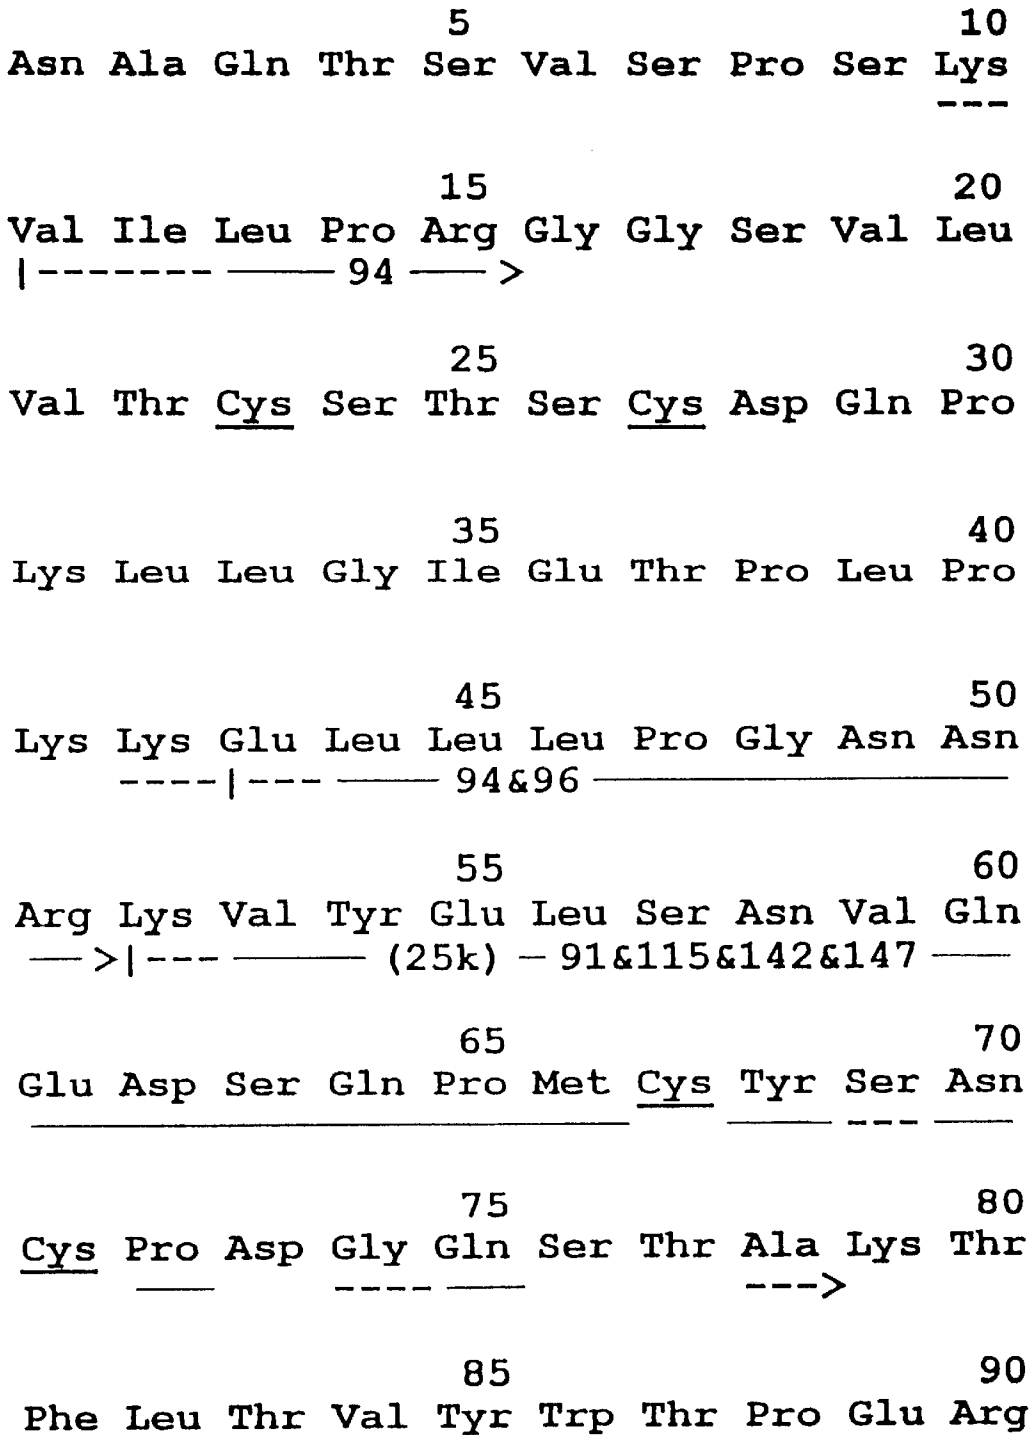 5 10
Asn Ala Gln Thr Ser Val Ser Pro Ser Lys
---
15 20
Val Ile Leu Pro Arg Gly Gly Ser Val Leu
|------- —— 94 —— >
25 30
Val Thr Cys Ser Thr Ser Cys Asp Gln Pro
35 40
Lys Leu Leu Gly Ile Glu Thr Pro Leu Pro
45 50
Lys Lys Glu Leu Leu Leu Pro Gly Asn Asn
----|--- —— 94&96 ————————
55 60
Arg Lys Val Tyr Glu Leu Ser Asn Val Gln
— >|--- —— (25k) — 91&115&142&147 ——
65 70
Glu Asp Ser Gln Pro Met Cys Tyr Ser Asn
———————————— —— --- ——
75 80
Cys Pro Asp Gly Gln Ser Thr Ala Lys Thr
—— ---- —— --->
85 90
Phe Leu Thr Val Tyr Trp Thr Pro Glu Arg